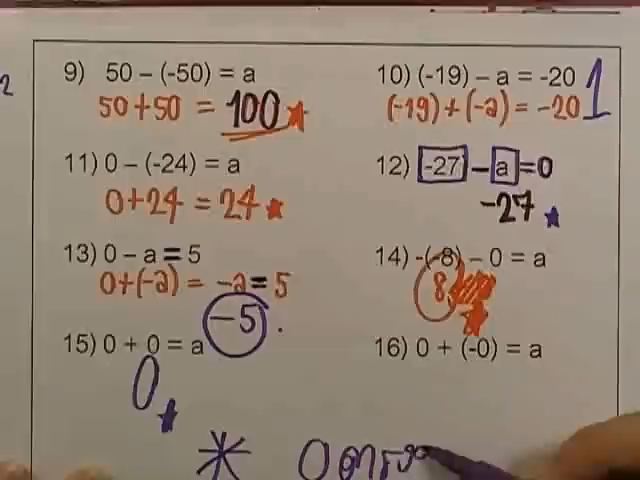 9) 50 – (-50) = a
50+50 = 100
10) (-19) – a = -20 1
(-19)+(-a) = -20
2
11) 0 – (-24) = a
0+24 = 24
12) -27 – a = 0
-27
13) 0 – a = 5
0+(-a) = -a = 5
-5
14) -(-8) – 0 = a
8
15) 0 + 0 = a
0
16) 0 + (-0) = a
* 0